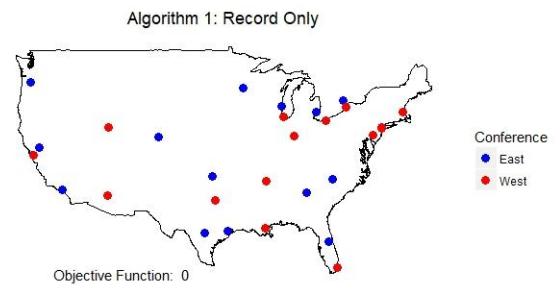 Algorithm 1: Record Only
Conference
East
West
Objective Function: 0